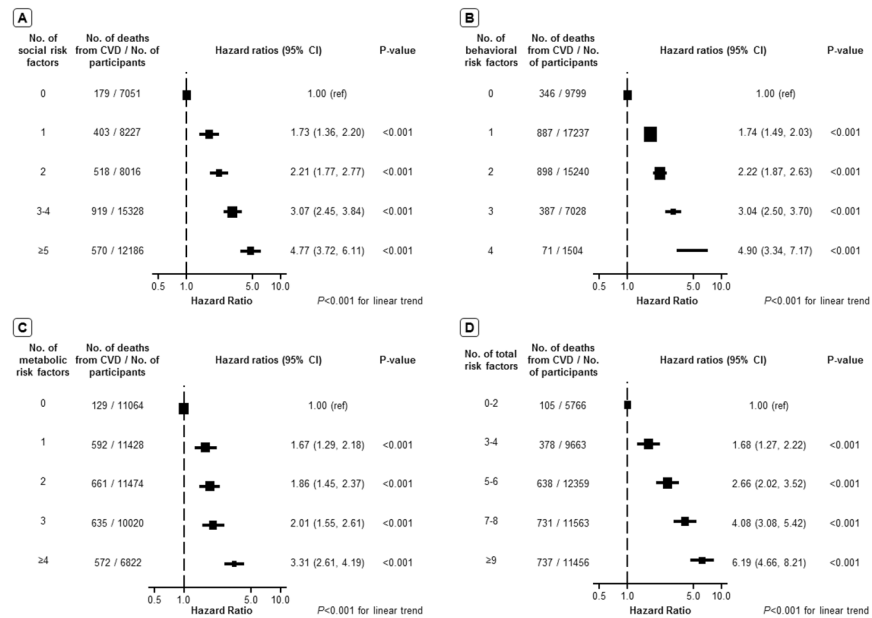 A
No. of social risk factors
No. of deaths from CVD / No. of participants
Hazard ratios (95% CI)
P-value
0 179 / 7051 1.00 (ref)
1 403 / 8227 1.73 (1.36, 2.20) <0.001
2 518 / 8016 2.21 (1.77, 2.77) <0.001
3-4 919 / 15328 3.07 (2.45, 3.84) <0.001
≥5 570 / 12186 4.77 (3.72, 6.11) <0.001
0.5 1.0 5.0 10.0
Hazard Ratio
P<0.001 for linear trend
B
No. of behavioral risk factors
No. of deaths from CVD / No. of participants
Hazard ratios (95% CI)
P-value
0 346 / 9799 1.00 (ref)
1 887 / 17237 1.74 (1.49, 2.03) <0.001
2 898 / 15240 2.22 (1.87, 2.63) <0.001
3 387 / 7028 3.04 (2.50, 3.70) <0.001
4 71 / 1504 4.90 (3.34, 7.17) <0.001
0.5 1.0 5.0 10.0
Hazard Ratio
P<0.001 for linear trend
C
No. of metabolic risk factors
No. of deaths from CVD / No. of participants
Hazard ratios (95% CI)
P-value
0 129 / 11064 1.00 (ref)
1 592 / 11428 1.67 (1.29, 2.18) <0.001
2 661 / 11474 1.86 (1.45, 2.37) <0.001
3 635 / 10020 2.01 (1.55, 2.61) <0.001
≥4 572 / 6822 3.31 (2.61, 4.19) <0.001
0.5 1.0 5.0 10.0
Hazard Ratio
P<0.001 for linear trend
D
No. of total risk factors
No. of deaths from CVD / No. of participants
Hazard ratios (95% CI)
P-value
0-2 105 / 5766 1.00 (ref)
3-4 378 / 9663 1.68 (1.27, 2.22) <0.001
5-6 638 / 12359 2.66 (2.02, 3.52) <0.001
7-8 731 / 11563 4.08 (3.08, 5.42) <0.001
≥9 737 / 11456 6.19 (4.66, 8.21) <0.001
0.5 1.0 5.0 10.0
Hazard Ratio
P<0.001 for linear trend